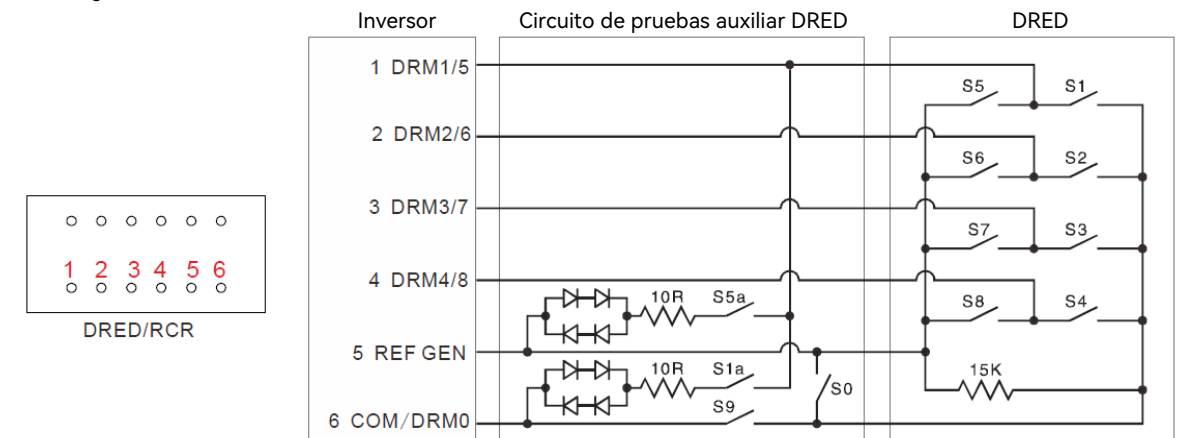 Inversor
Circuito de pruebas auxiliar DRED
DRED
1 DRM1/5
S5
S1
2 DRM2/6
S6
S2
3 DRM3/7
S7
S3
1 2 3 4 5 6
DRED/RCR
4 DRM4/8
10R
S5a
S8
S4
5 REF GEN
10R
S1a
S0
15K
S9
6 COM/DRM0